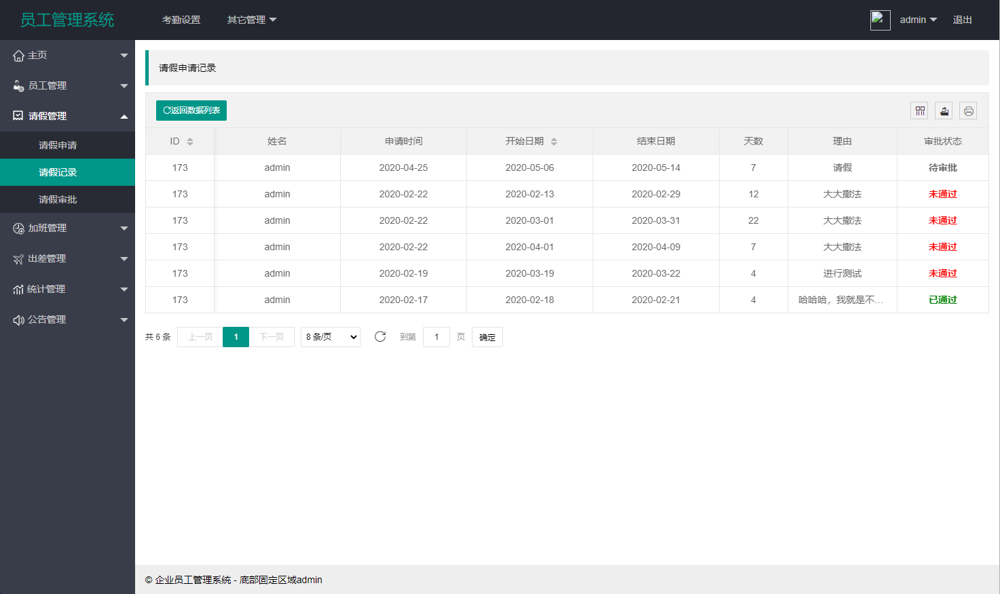 员工管理系统 考勤设置 其它管理 admin 退出
主页
员工管理
请假管理
请假申请
请假记录
请假审批
加班管理
出差管理
统计管理
公告管理
请假申请记录
返回数据列表
ID 姓名 申请时间 开始日期 结束日期 天数 理由 审批状态
173 admin 2020-04-25 2020-05-06 2020-05-14 7 请假 待审批
173 admin 2020-02-22 2020-02-13 2020-02-29 12 大大撒法 未通过
173 admin 2020-02-22 2020-03-01 2020-03-31 22 大大撒法 未通过
173 admin 2020-02-22 2020-04-01 2020-04-09 7 大大撒法 未通过
173 admin 2020-02-19 2020-03-19 2020-03-22 4 进行测试 未通过
173 admin 2020-02-17 2020-02-18 2020-02-21 4 哈哈哈，我就是不... 已通过
共 6 条 上一页 1 下一页 8 条/页 到第 1 页 确定
© 企业员工管理系统 - 底部固定区域admin